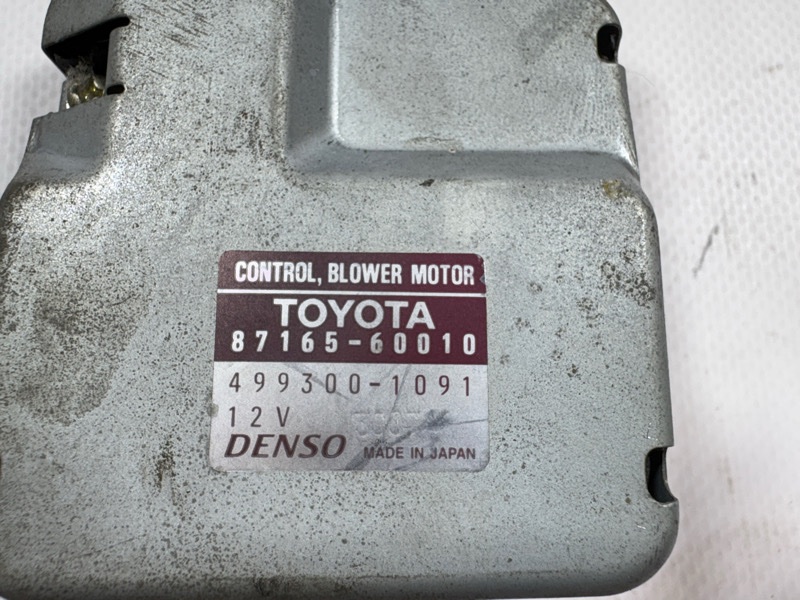 CONTROL, BLOWER MOTOR
TOYOTA
87165-60010
499300-1091
12V
DENSO MADE IN JAPAN